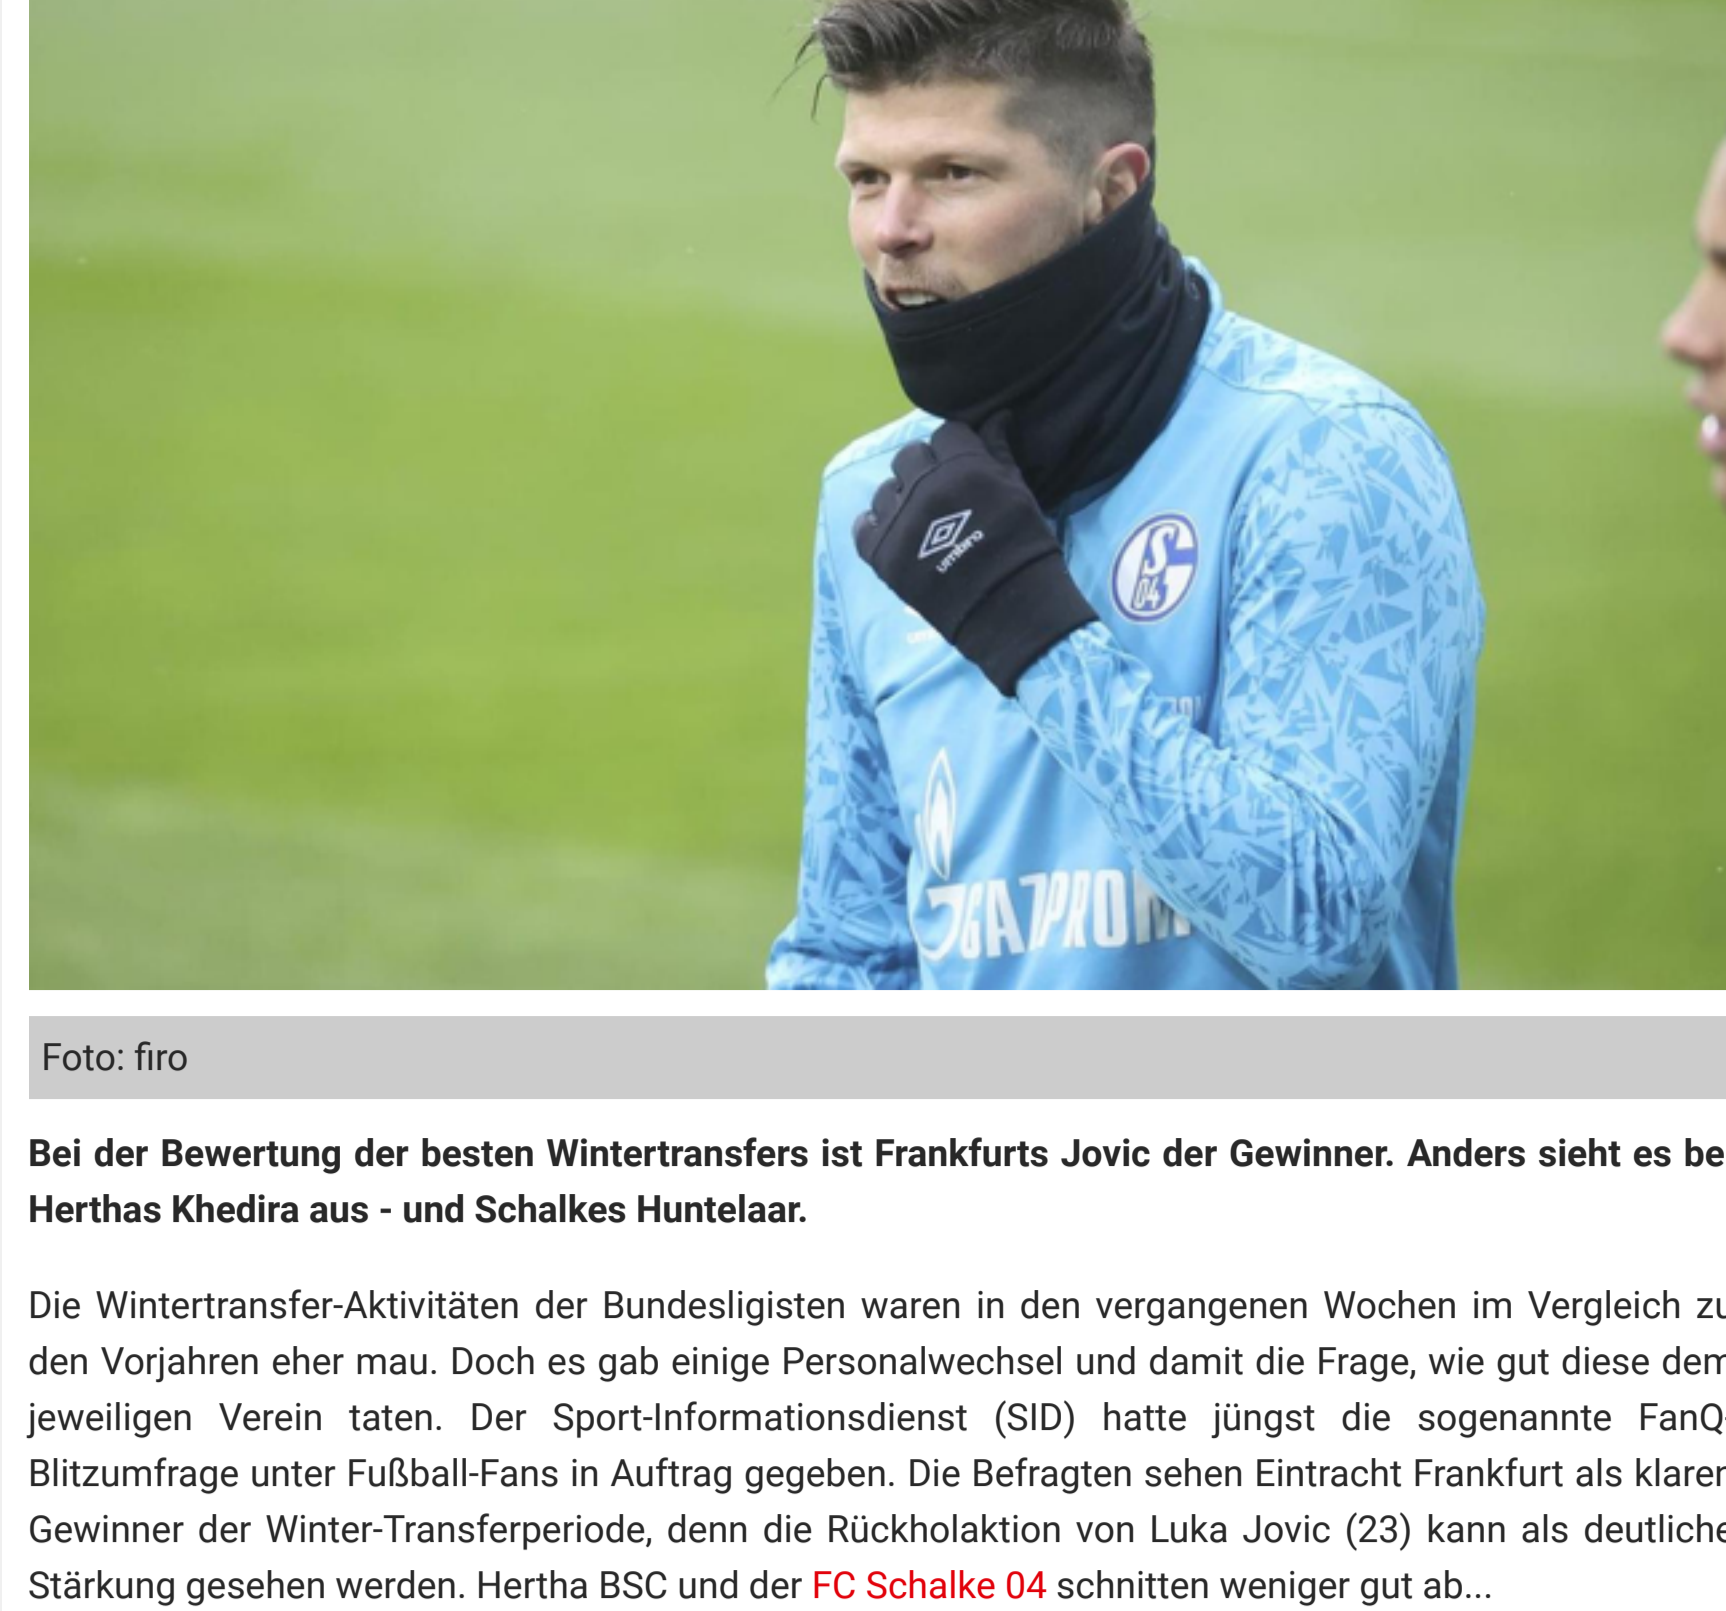 umbro
S
04
GAZPROM
Foto: firo
Bei der Bewertung der besten Wintertransfers ist Frankfurts Jovic der Gewinner. Anders sieht es be
Herthas Khedira aus - und Schalkes Huntelaar.
Die Wintertransfer-Aktivitäten der Bundesligisten waren in den vergangenen Wochen im Vergleich zu
den Vorjahren eher mau. Doch es gab einige Personalwechsel und damit die Frage, wie gut diese dem
jeweiligen Verein taten. Der Sport-Informationsdienst (SID) hatte jüngst die sogenannte FanQ-
Blitzumfrage unter Fußball-Fans in Auftrag gegeben. Die Befragten sehen Eintracht Frankfurt als klaren
Gewinner der Winter-Transferperiode, denn die Rückholaktion von Luka Jovic (23) kann als deutliche
Stärkung gesehen werden. Hertha BSC und der FC Schalke 04 schnitten weniger gut ab...